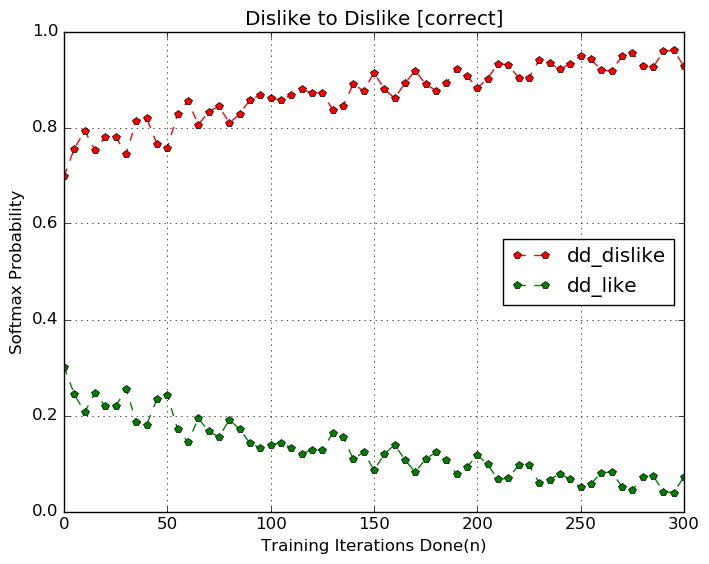 Dislike to Dislike [correct]
1.0
0.8
0.6
0.4
0.2
0.0
Softmax Probability
dd_dislike
dd_like
0 50 100 150 200 250 300
Training Iterations Done(n)